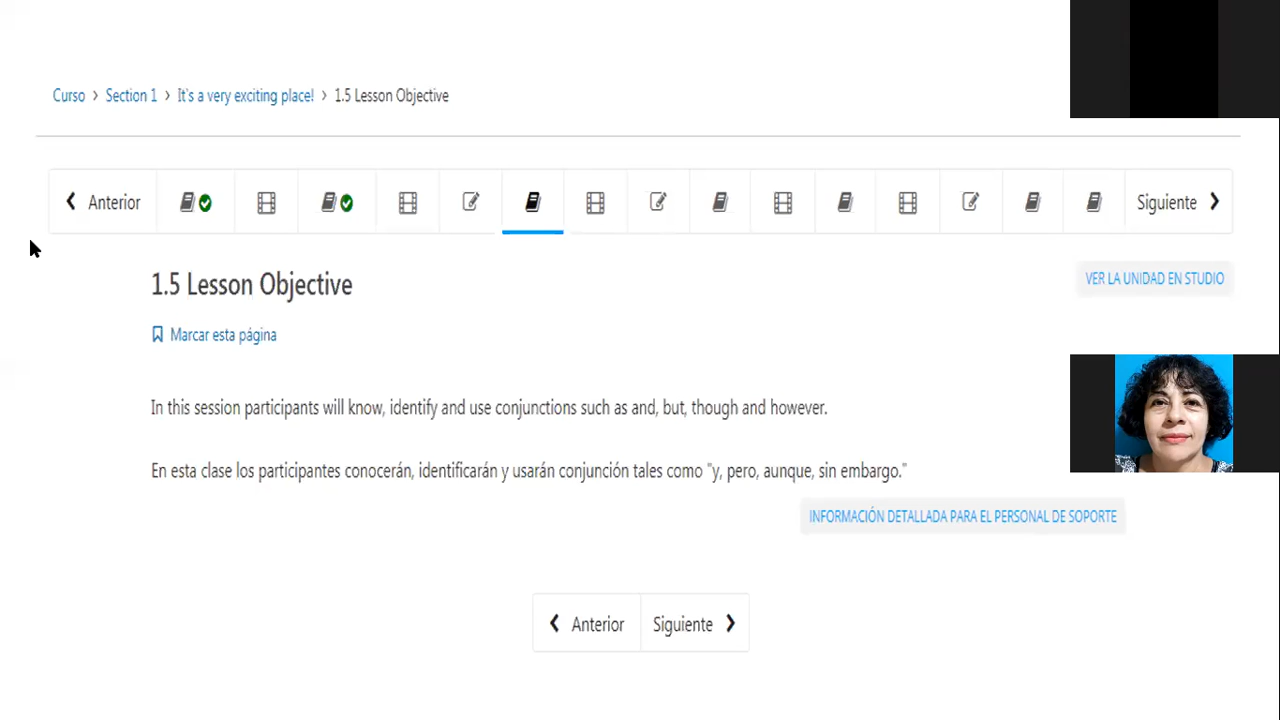 Curso > Section 1 > It's a very exciting place! > 1.5 Lesson Objective
Anterior
Siguiente
1.5 Lesson Objective
VER LA UNIDAD EN STUDIO
Marcar esta página
In this session participants will know, identify and use conjunctions such as and, but, though and however.
En esta clase los participantes conocerán, identificarán y usarán conjunción tales como "y, pero, aunque, sin embargo."
INFORMACIÓN DETALLADA PARA EL PERSONAL DE SOPORTE
Anterior
Siguiente